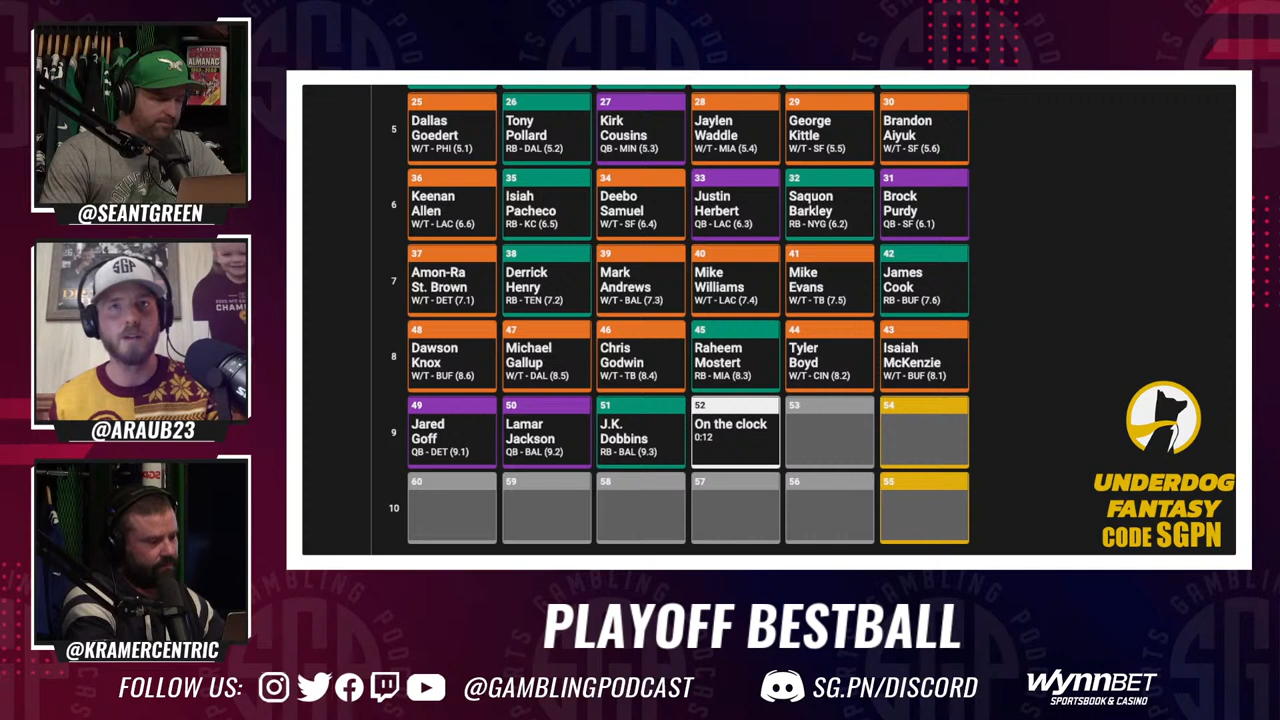 ALMANAC
@SEANTGREEN
SGP
CHAMP
@ARAUB23
@KRAMERCENTRIC
5
25
Dallas
Goedert
W/T - PHI (5.1)
26
Tony
Pollard
RB - DAL (5.2)
27
Kirk
Cousins
QB - MIN (5.3)
28
Jaylen
Waddle
W/T - MIA (5.4)
29
George
Kittle
W/T - SF (5.5)
30
Brandon
Aiyuk
W/T - SF (5.6)
6
36
Keenan
Allen
W/T - LAC (6.6)
35
Isiah
Pacheco
RB - KC (6.5)
34
Deebo
Samuel
W/T - SF (6.4)
33
Justin
Herbert
QB - LAC (6.3)
32
Saquon
Barkley
RB - NYG (6.2)
31
Brock
Purdy
QB - SF (6.1)
7
37
Amon-Ra
St. Brown
W/T - DET (7.1)
38
Derrick
Henry
RB - TEN (7.2)
39
Mark
Andrews
W/T - BAL (7.3)
40
Mike
Williams
W/T - LAC (7.4)
41
Mike
Evans
W/T - TB (7.5)
42
James
Cook
RB - BUF (7.6)
8
48
Dawson
Knox
W/T - BUF (8.6)
47
Michael
Gallup
W/T - DAL (8.5)
46
Chris
Godwin
W/T - TB (8.4)
45
Raheem
Mostert
RB - MIA (8.3)
44
Tyler
Boyd
W/T - CIN (8.2)
43
Isaiah
McKenzie
W/T - BUF (8.1)
9
49
Jared
Goff
QB - DET (9.1)
50
Lamar
Jackson
QB - BAL (9.2)
51
J.K.
Dobbins
RB - BAL (9.3)
52
On the clock
0:12
53
54
10
60
59
58
57
56
55
UNDERDOG
FANTASY
CODE SGPN
PLAYOFF BESTBALL
FOLLOW US:
@GAMBLINGPODCAST
SG.PN/DISCORD
WYNNBET
SPORTSBOOK & CASINO